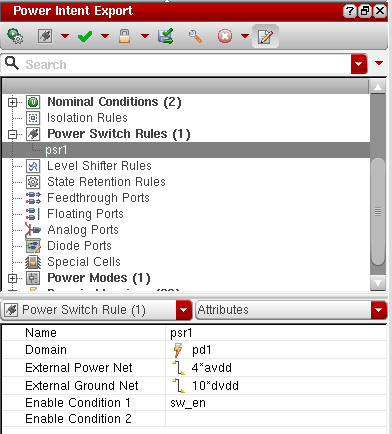 Power Intent Export
Search
Nominal Conditions (2)
Isolation Rules
Power Switch Rules (1)
psr1
Level Shifter Rules
State Retention Rules
Feedthrough Ports
Floating Ports
Analog Ports
Diode Ports
Special Cells
Power Modes (1)
Power Switch Rule (1) Attributes
Name psr1
Domain pd1
External Power Net 4*avdd
External Ground Net 10*dvdd
Enable Condition 1 sw_en
Enable Condition 2